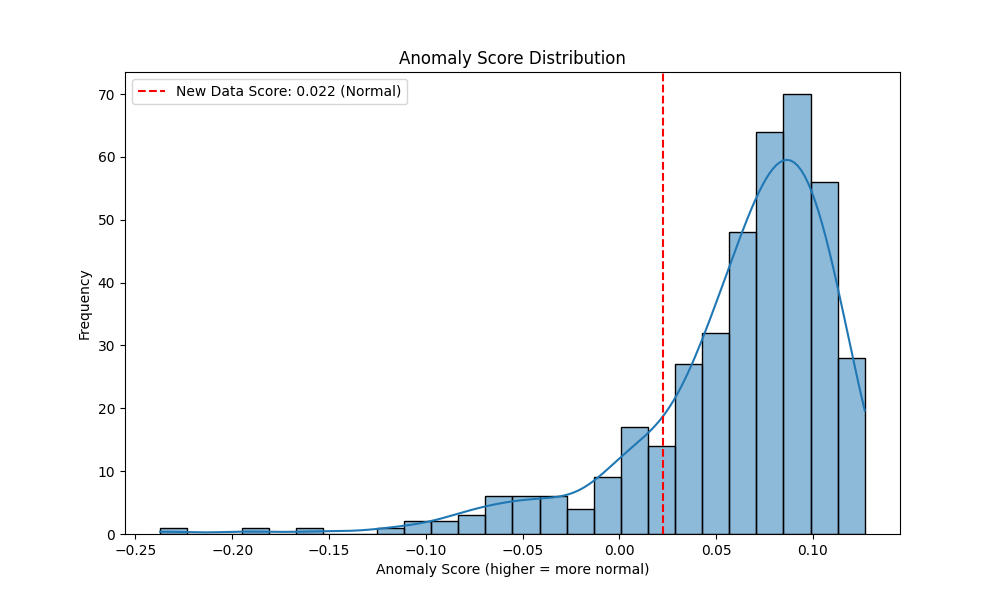 Anomaly Score Distribution
New Data Score: 0.022 (Normal)
70
60
50
40
30
20
10
0
Frequency
−0.25 −0.20 −0.15 −0.10 −0.05 0.00 0.05 0.10
Anomaly Score (higher = more normal)